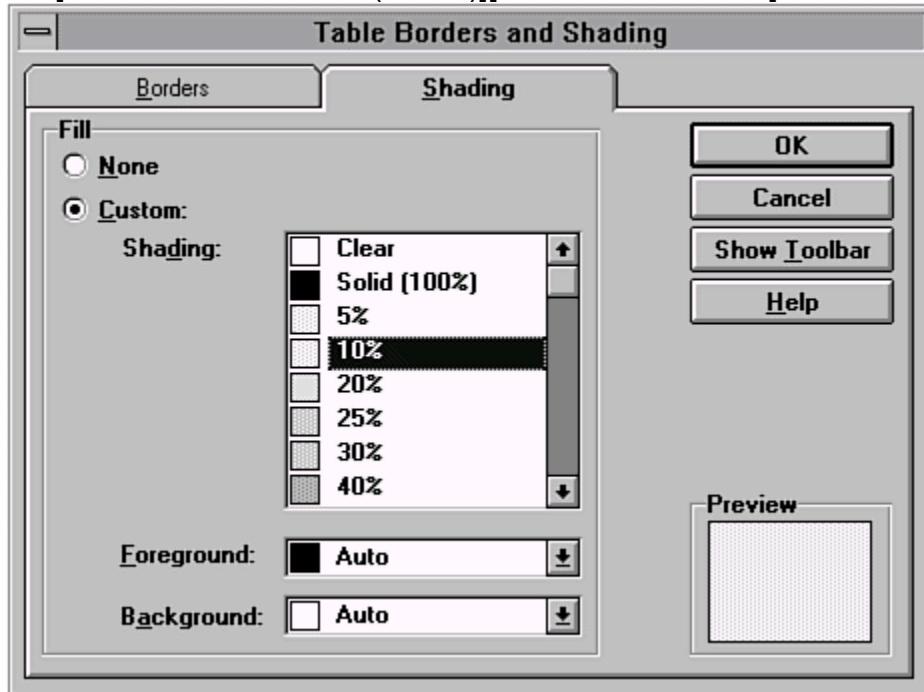 Table Borders and Shading
Borders
Shading
Fill
None
Custom:
Shading:
Clear
Solid (100%)
5%
10%
20%
25%
30%
40%
Foreground:
Auto
Background:
Auto
OK
Cancel
Show Toolbar
Help
Preview